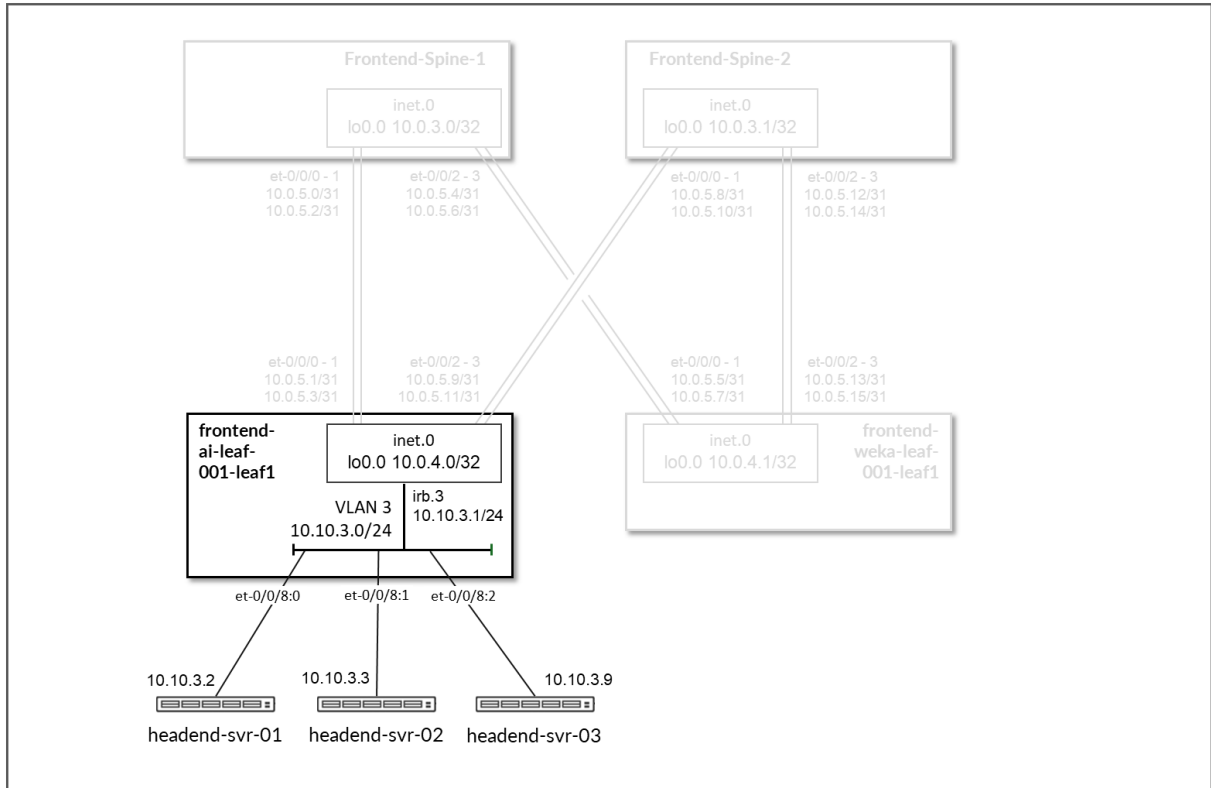 Frontend-Spine-1
inet.0
lo0.0 10.0.3.0/32
Frontend-Spine-2
inet.0
lo0.0 10.0.3.1/32
et-0/0/0 - 1
10.0.5.0/31
10.0.5.2/31
et-0/0/2 - 3
10.0.5.4/31
10.0.5.6/31
et-0/0/0 - 1
10.0.5.8/31
10.0.5.10/31
et-0/0/2 - 3
10.0.5.12/31
10.0.5.14/31
et-0/0/0 - 1
10.0.5.1/31
10.0.5.3/31
et-0/0/2 - 3
10.0.5.9/31
10.0.5.11/31
et-0/0/0 - 1
10.0.5.5/31
10.0.5.7/31
et-0/0/2 - 3
10.0.5.13/31
10.0.5.15/31
frontend-
ai-leaf-
001-leaf1
inet.0
lo0.0 10.0.4.0/32
VLAN 3
10.10.3.0/24
irb.3
10.10.3.1/24
inet.0
lo0.0 10.0.4.1/32
frontend-
weka-leaf-
001-leaf1
et-0/0/8:0
et-0/0/8:1
et-0/0/8:2
10.10.3.2
10.10.3.3
10.10.3.9
headend-svr-01
headend-svr-02
headend-svr-03